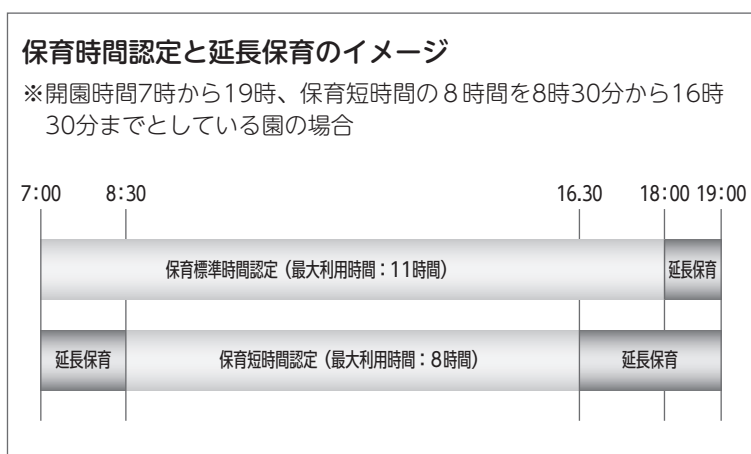 保育時間認定と延長保育のイメージ
※開園時間7時から19時、保育短時間の８時間を8時30分から16時
30分までとしている園の場合
7:00 8:30 16.30 18:00 19:00
保育標準時間認定（最大利用時間：11時間） 延長保育
延長保育 保育短時間認定（最大利用時間：８時間） 延長保育